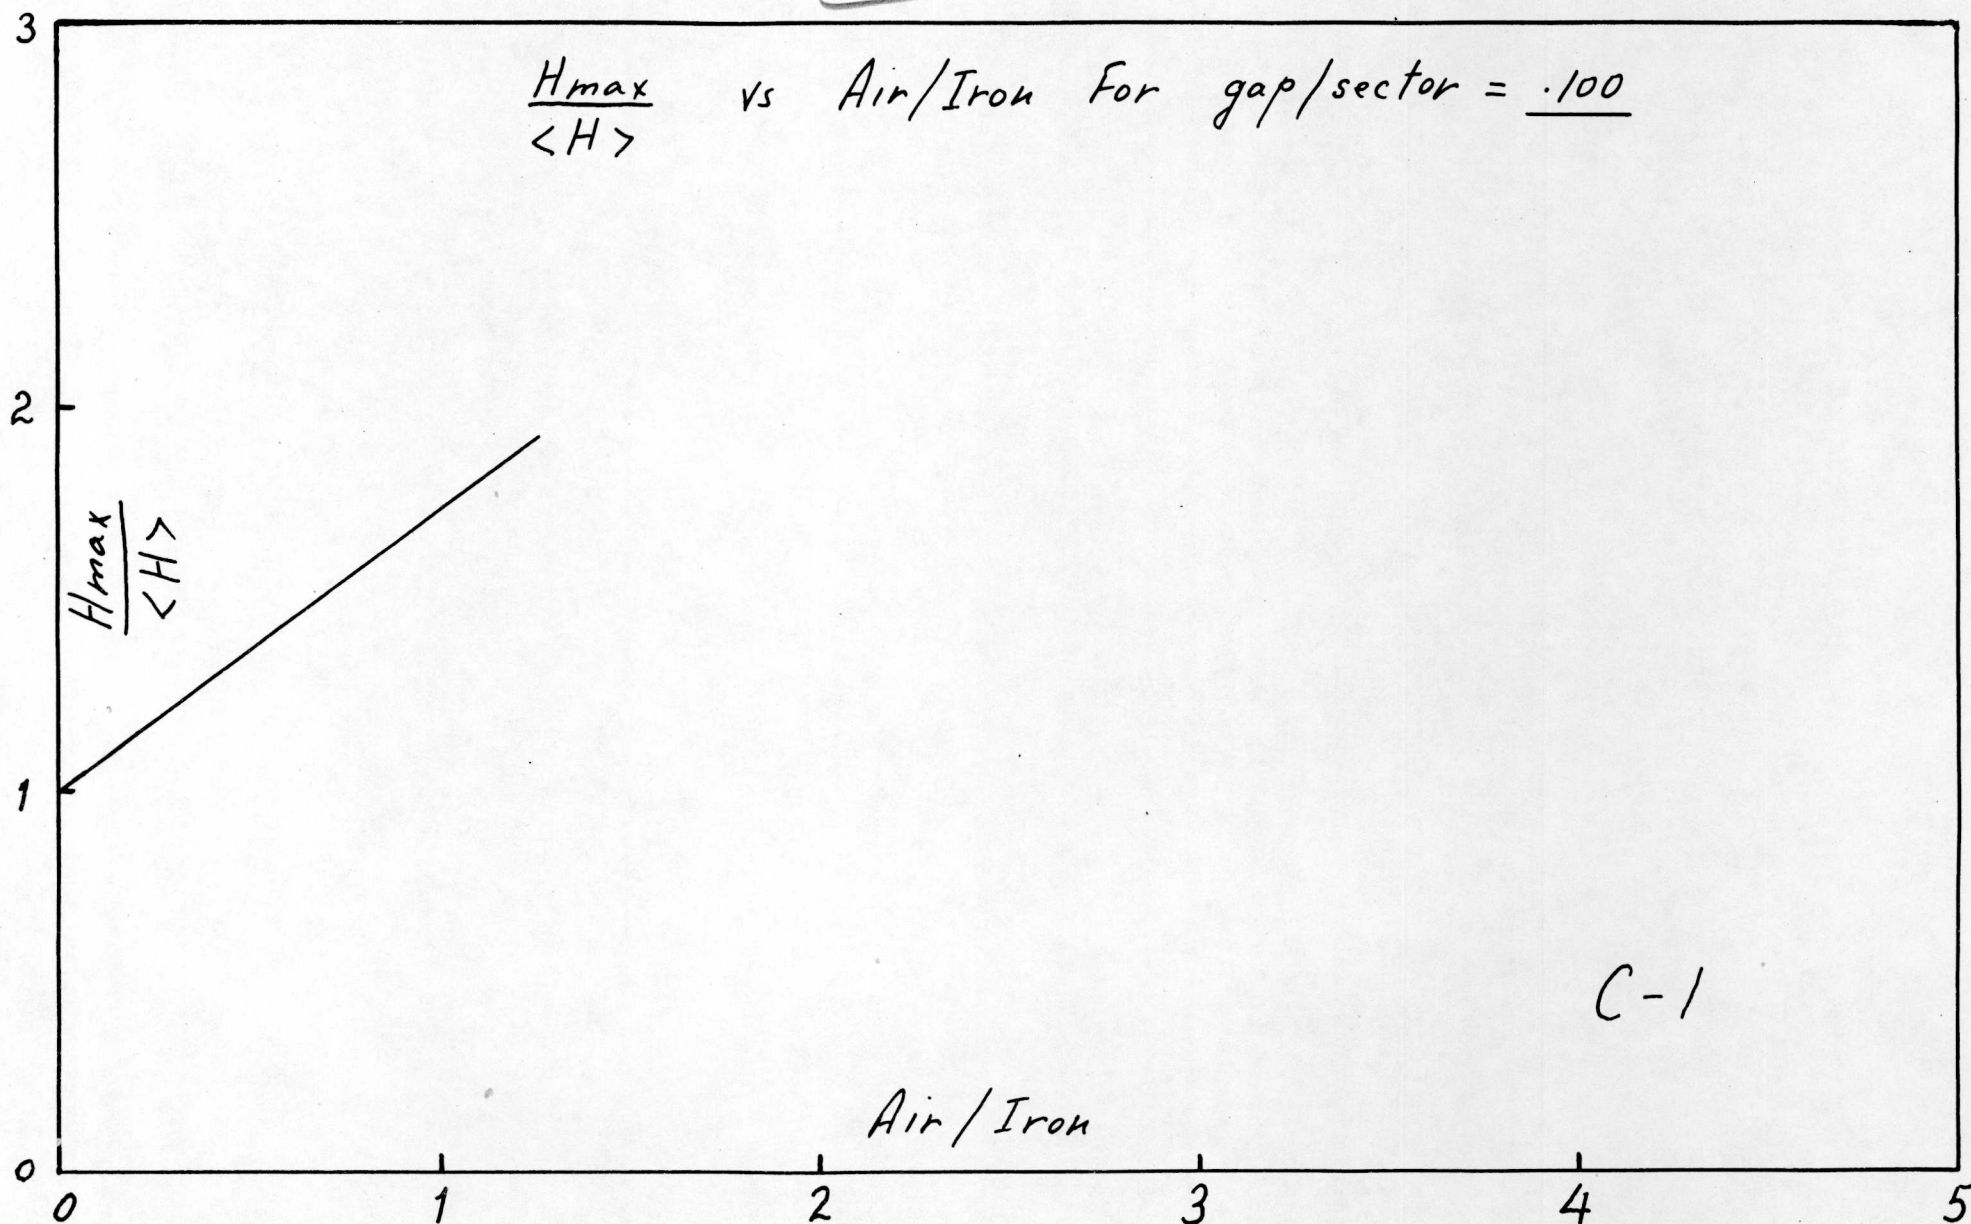 3
Hmax
<H>
vs Air/Iron For gap/sector = .100
2
Hmax
<H>
1
C-1
Air/Iron
0
0 1 2 3 4 5